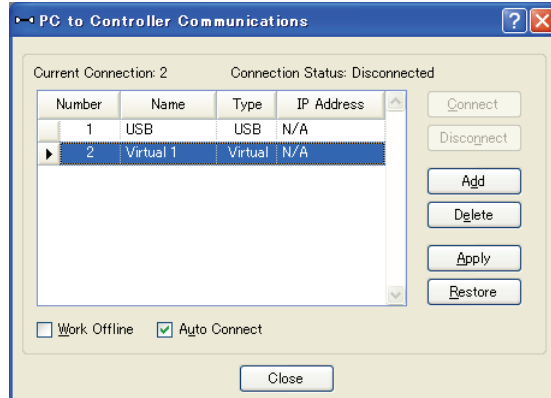 PC to Controller Communications
Current Connection: 2 Connection Status: Disconnected
Number Name Type IP Address
1 USB USB N/A
2 Virtual 1 Virtual N/A
Connect
Disconnect
Add
Delete
Apply
Restore
Work Offline Auto Connect
Close